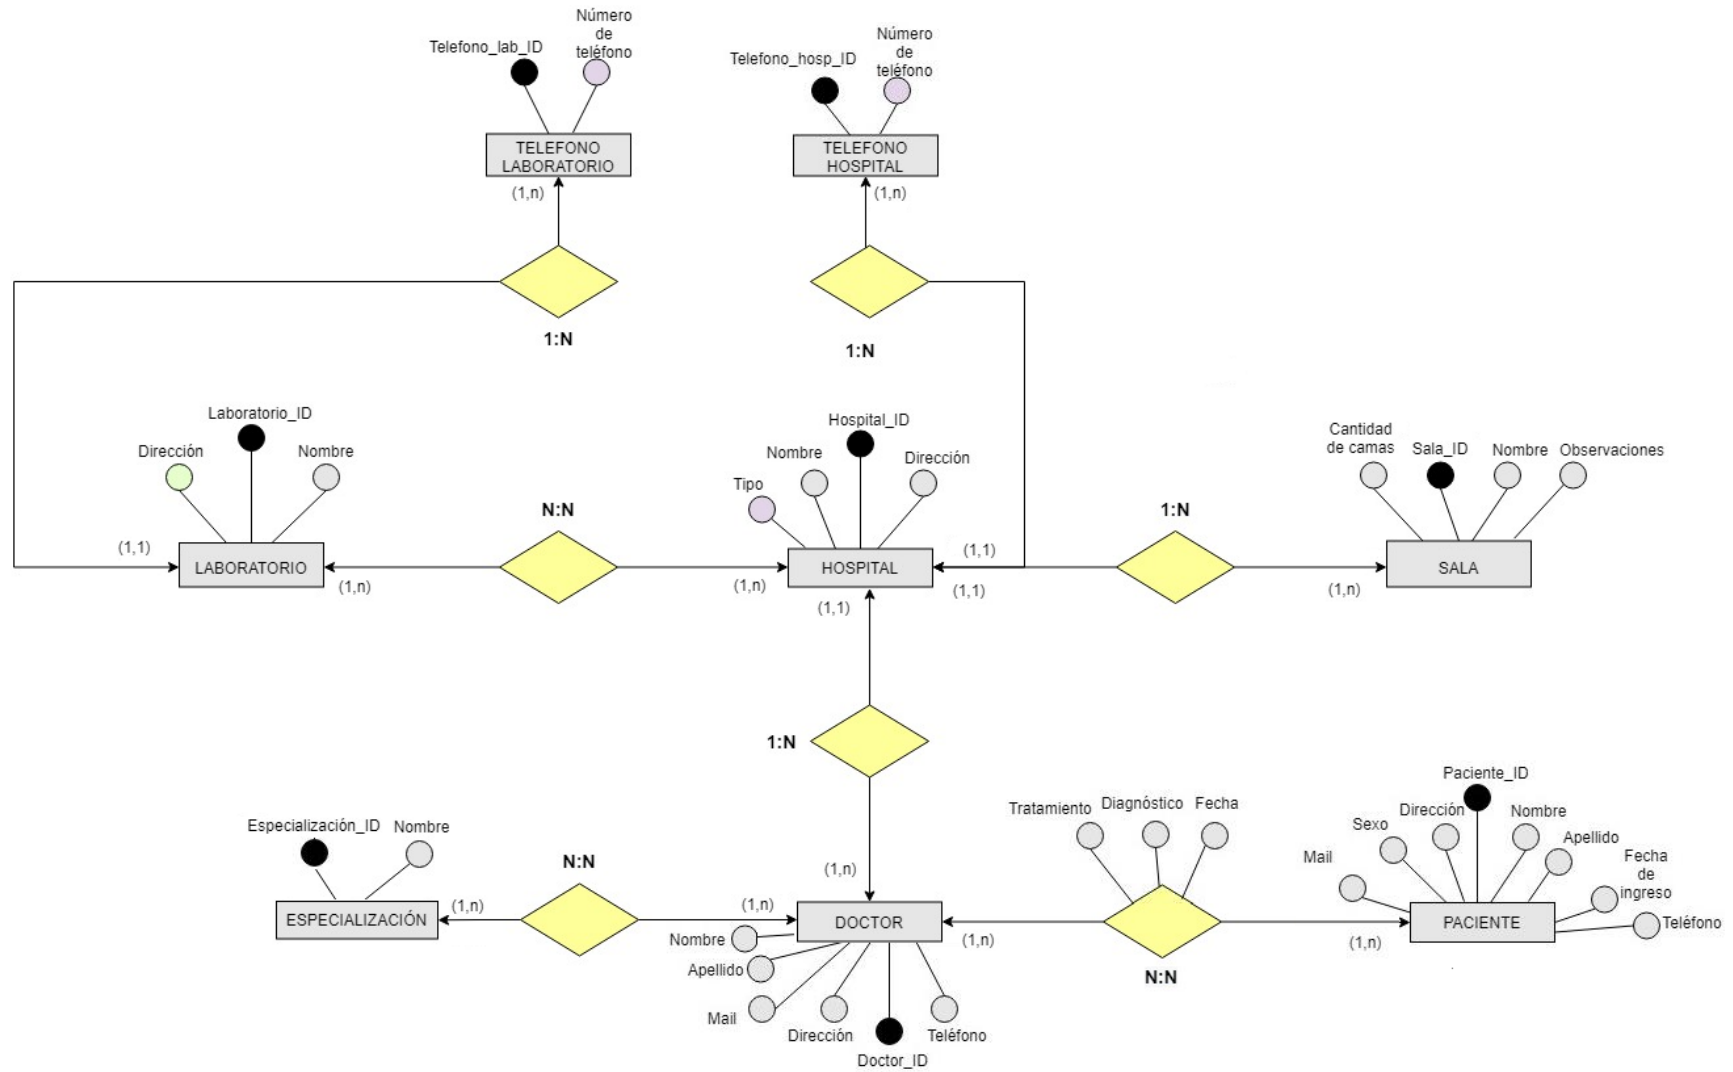 Número
de
teléfono
Telefono_lab_ID
TELEFONO
LABORATORIO
(1,n)
1:N
Número
de
teléfono
Telefono_hosp_ID
TELEFONO
HOSPITAL
(1,n)
1:N
Laboratorio_ID
Dirección
Nombre
(1,1)
LABORATORIO
(1,n)
N:N
Hospital_ID
Nombre
Dirección
Tipo
(1,n)
HOSPITAL
(1,1)
(1,1)
(1,1)
1:N
Cantidad
de camas
Sala_ID
Nombre
Observaciones
(1,n)
SALA
1:N
Especialización_ID
Nombre
ESPECIALIZACIÓN
(1,n)
N:N
(1,n)
(1,n)
DOCTOR
(1,n)
Nombre
Apellido
Mail
Dirección
Doctor_ID
Teléfono
Tratamiento
Diagnóstico
Fecha
N:N
(1,n)
Paciente_ID
Dirección
Nombre
Sexo
Apellido
Mail
Fecha
de
ingreso
PACIENTE
Teléfono